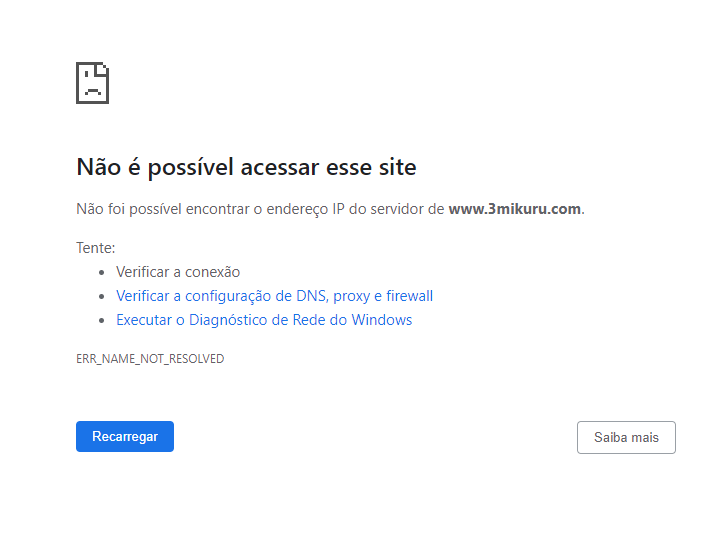 Não é possível acessar esse site
Não foi possível encontrar o endereço IP do servidor de www.3mikuru.com.
Tente:
• Verificar a conexão
• Verificar a configuração de DNS, proxy e firewall
• Executar o Diagnóstico de Rede do Windows
ERR_NAME_NOT_RESOLVED
Recarregar
Saiba mais